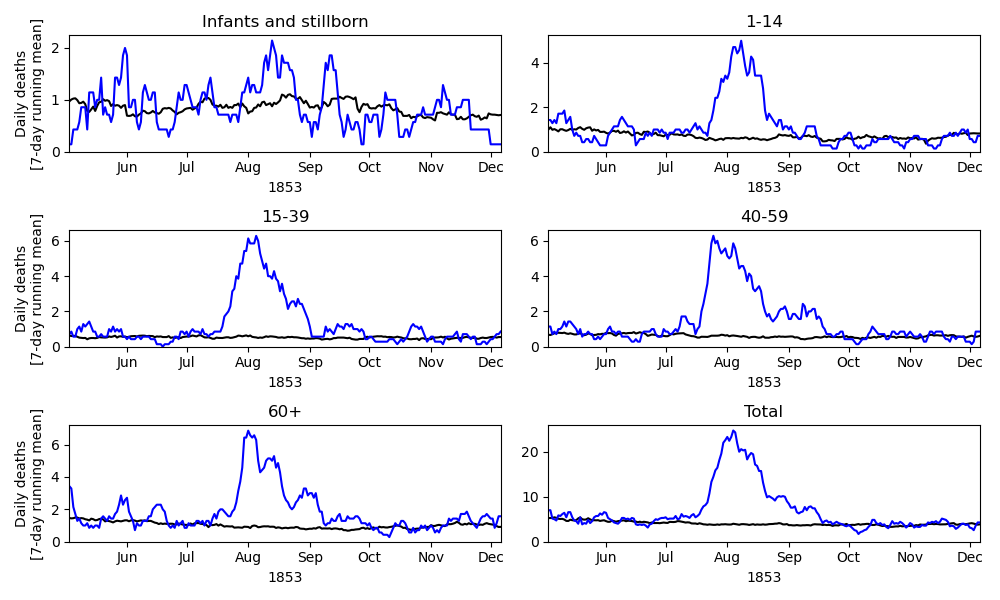 Infants and stillborn
Daily deaths
[7-day running mean]
2
1
0
Jun Jul Aug Sep Oct Nov Dec
1853
1-14
4
2
0
Jun Jul Aug Sep Oct Nov Dec
1853
15-39
Daily deaths
[7-day running mean]
6
4
2
0
Jun Jul Aug Sep Oct Nov Dec
1853
40-59
6
4
2
0
Jun Jul Aug Sep Oct Nov Dec
1853
60+
Daily deaths
[7-day running mean]
6
4
2
0
Jun Jul Aug Sep Oct Nov Dec
1853
Total
20
10
0
Jun Jul Aug Sep Oct Nov Dec
1853